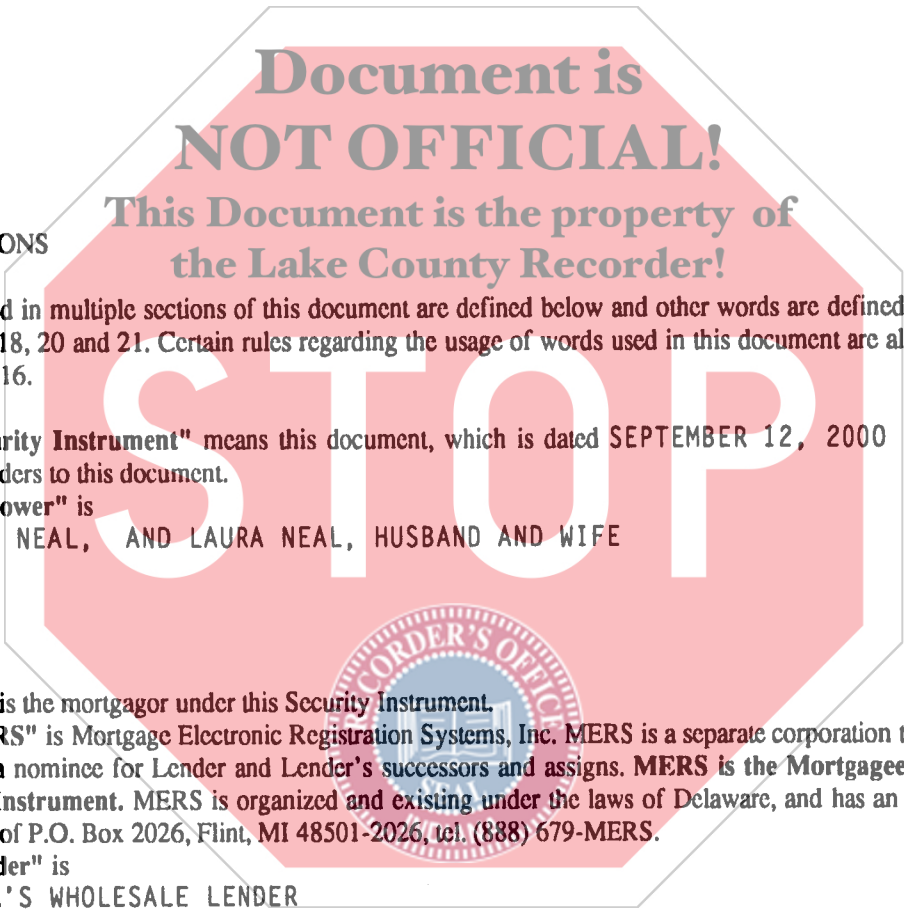 Document is
NOT OFFICIAL!
This Document is the property of
the Lake County Recorder!
STOP
ONS
d in multiple sections of this document are defined below and other words are defined
18, 20 and 21. Certain rules regarding the usage of words used in this document are al
16.
rity Instrument" means this document, which is dated SEPTEMBER 12, 2000
ders to this document.
ower" is
NEAL, AND LAURA NEAL, HUSBAND AND WIFE
RECORDER'S OFFICE
is the mortgagor under this Security Instrument.
RS" is Mortgage Electronic Registration Systems, Inc. MERS is a separate corporation t
a nominee for Lender and Lender's successors and assigns. MERS is the Mortgagee
Instrument. MERS is organized and existing under the laws of Delaware, and has an
of P.O. Box 2026, Flint, MI 48501-2026, tel. (888) 679-MERS.
SEAL
der" is
'S WHOLESALE LENDER